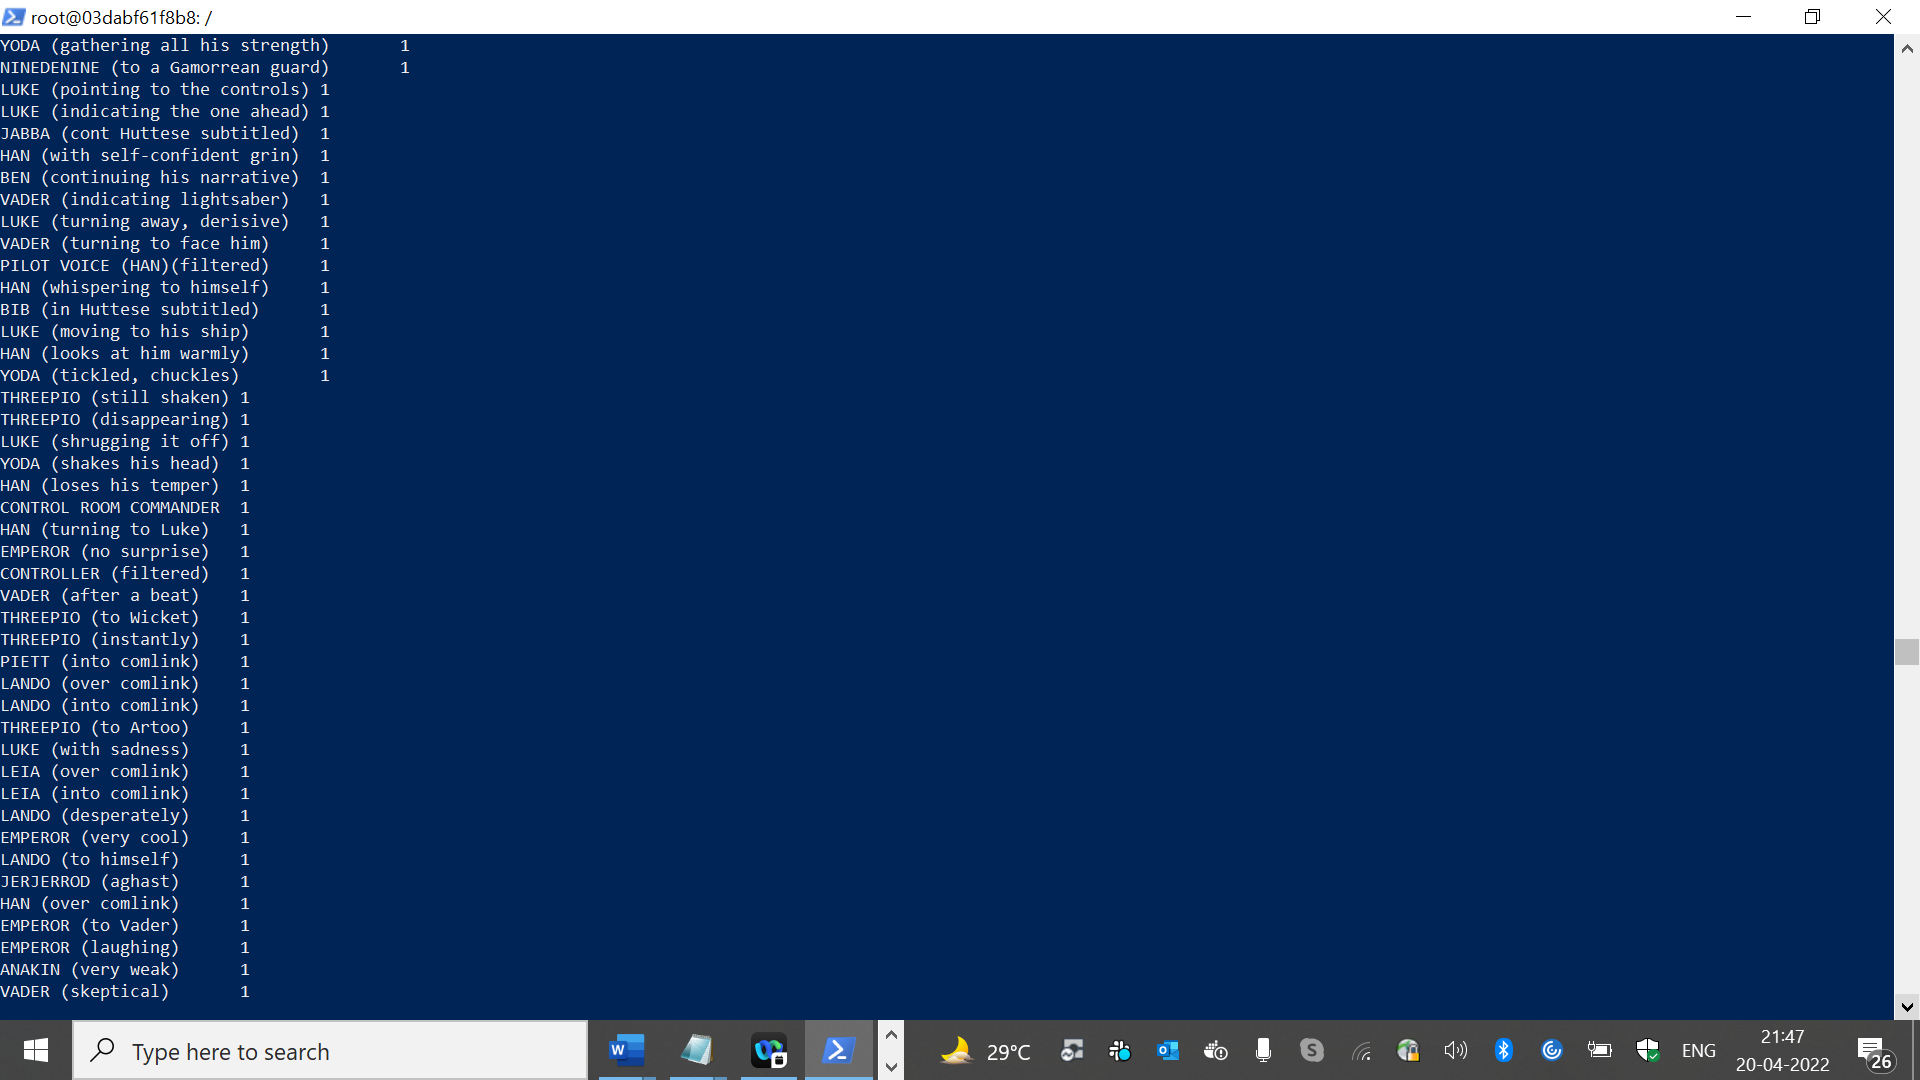 root@03dabf61f8b8: /
YODA (gathering all his strength) 1
NINEDENINE (to a Gamorrean guard) 1
LUKE (pointing to the controls) 1
LUKE (indicating the one ahead) 1
JABBA (cont Huttese subtitled) 1
HAN (with self-confident grin) 1
BEN (continuing his narrative) 1
VADER (indicating lightsaber) 1
LUKE (turning away, derisive) 1
VADER (turning to face him) 1
PILOT VOICE (HAN)(filtered) 1
HAN (whispering to himself) 1
BIB (in Huttese subtitled) 1
LUKE (moving to his ship) 1
HAN (looks at him warmly) 1
YODA (tickled, chuckles) 1
THREEPIO (still shaken) 1
THREEPIO (disappearing) 1
LUKE (shrugging it off) 1
YODA (shakes his head) 1
HAN (loses his temper) 1
CONTROL ROOM COMMANDER 1
HAN (turning to Luke) 1
EMPEROR (no surprise) 1
CONTROLLER (filtered) 1
VADER (after a beat) 1
THREEPIO (to Wicket) 1
THREEPIO (instantly) 1
PIETT (into comlink) 1
LANDO (over comlink) 1
LANDO (into comlink) 1
THREEPIO (to Artoo) 1
LUKE (with sadness) 1
LEIA (over comlink) 1
LEIA (into comlink) 1
LANDO (desperately) 1
EMPEROR (very cool) 1
LANDO (to himself) 1
JERJERROD (aghast) 1
HAN (over comlink) 1
EMPEROR (to Vader) 1
EMPEROR (laughing) 1
ANAKIN (very weak) 1
VADER (skeptical) 1
Type here to search
29°C
ENG
21:47
20-04-2022
26